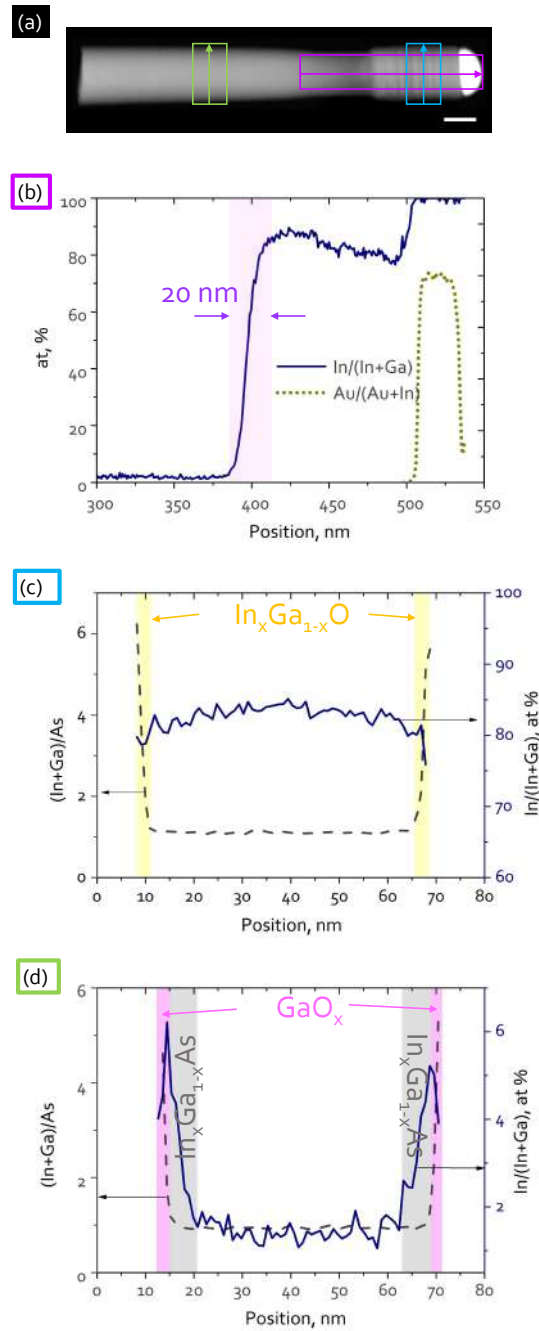 (a)
(b)
100
80
60
40
20
0
at, %
20 nm
In/(In+Ga)
Au/(Au+In)
300 350 400 450 500 550
Position, nm
(c)
InxGa1-xO
6
4
2
0
(In+Ga)/As
100
90
85
80
66
60
In/(In+Ga), at %
0 10 20 30 40 50 60 70 80
Position, nm
(d)
GaOx
InxGa1-xAs
InxGa1-xAs
6
4
2
0
(In+Ga)/As
6
4
2
In/(In+Ga), at %
0 10 20 30 40 50 60 70 80
Position, nm